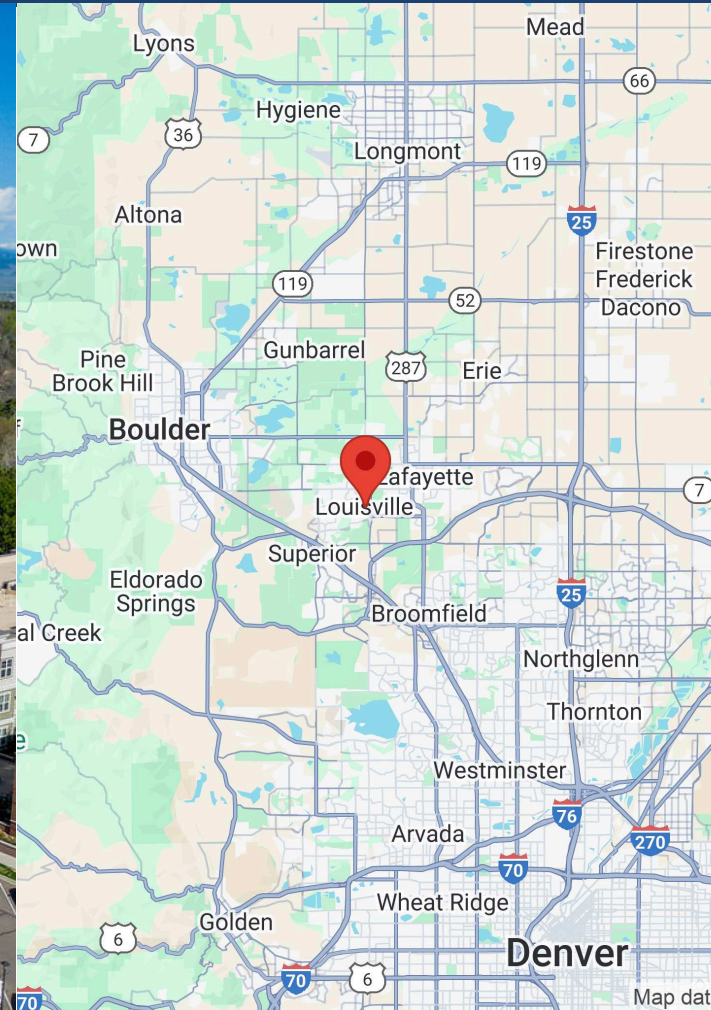 Mead
Lyons
66
Hygiene
7
36
Longmont
119
Altona
25
own
Firestone
Frederick
Dacono
119
52
Gunbarrel
Pine
Brook Hill
287
Erie
Boulder
Lafayette
7
Louisville
Superior
Eldorado
Springs
25
Broomfield
al Creek
Northglenn
Thornton
e
Westminster
76
Arvada
270
70
Wheat Ridge
Golden
6
Denver
70
6
70
Map dat